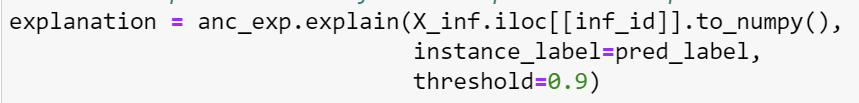 explanation = anc_exp.explain(X_inf.iloc[[inf_id]].to_numpy(),
instance_label=pred_label,
threshold=0.9)